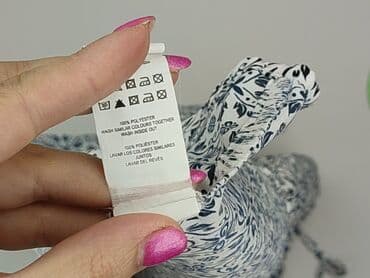 100% POLYESTER
WASH SIMILAR COLOURS TOGETHER
WASH INSIDE OUT
100% POLIÉSTER
LAVAR LOS COLORES SIMILARES
JUNTOS
LAVAR DEL REVÉS